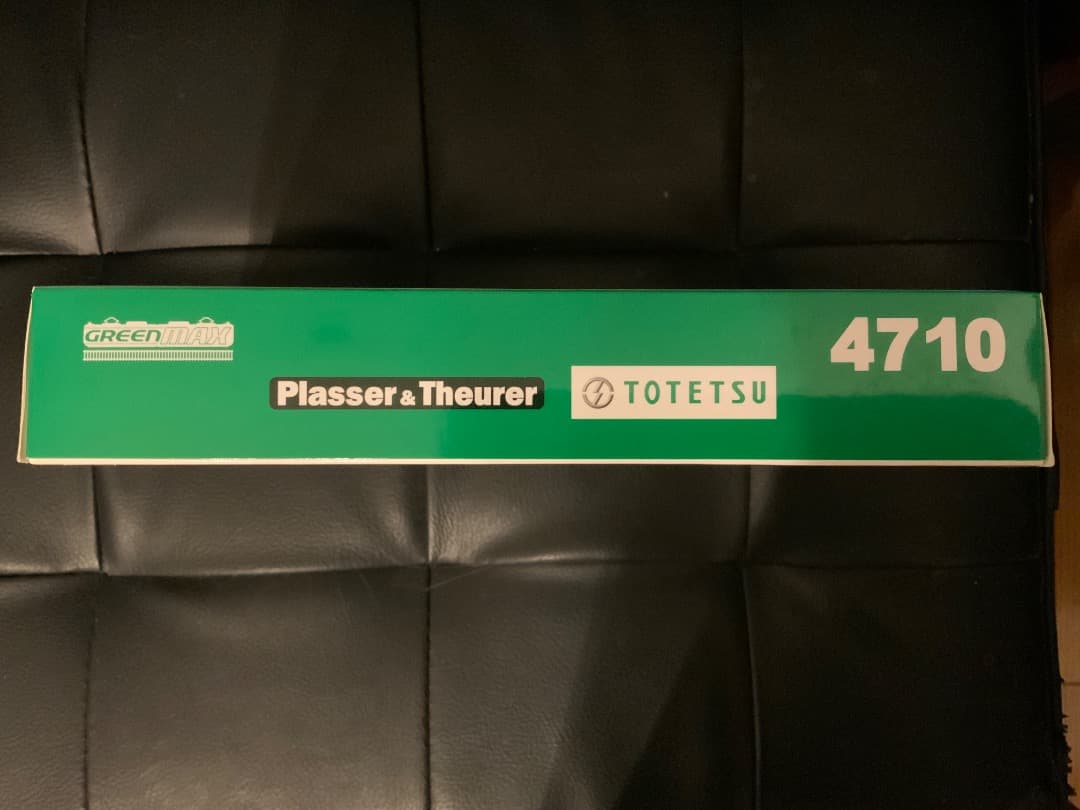 GREENMAX
4710
Plasser & Theurer
TOTETSU